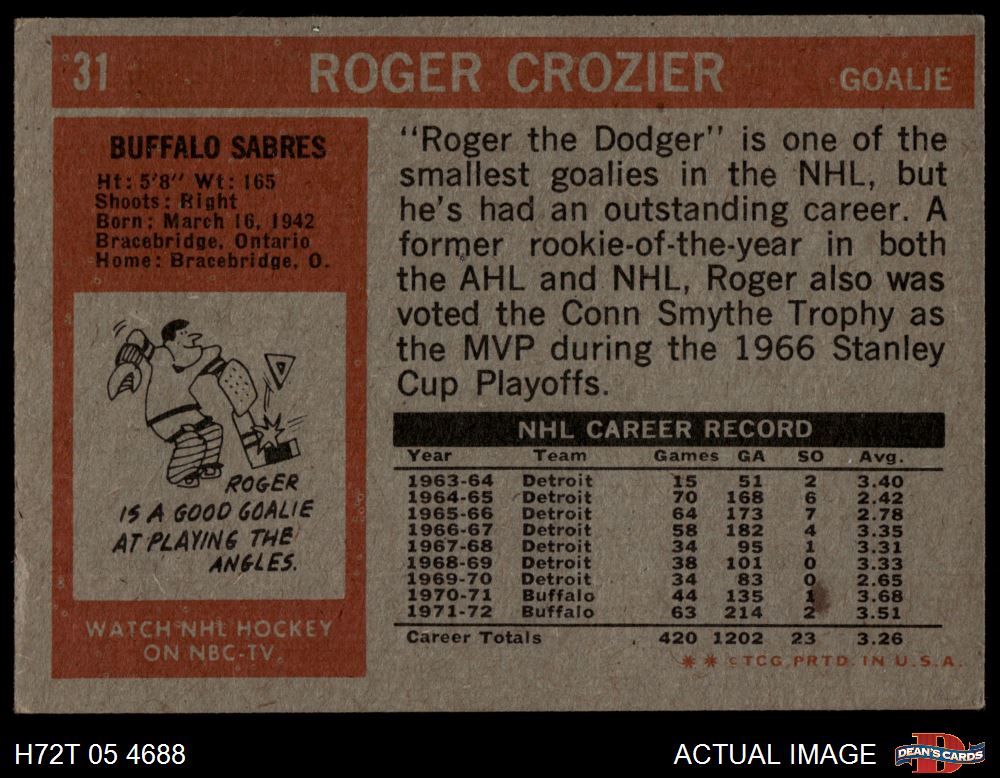 31 ROGER CROZIER GOALIE
BUFFALO SABRES
Ht: 5'8" Wt: 165
Shoots: Right
Born: March 16, 1942
Bracebridge, Ontario
Home: Bracebridge, O.
ROGER
IS A GOOD GOALIE
AT PLAYING THE
ANGLES.
WATCH NHL HOCKEY
ON NBC-TV.
"Roger the Dodger" is one of the
smallest goalies in the NHL, but
he's had an outstanding career. A
former rookie-of-the-year in both
the AHL and NHL, Roger also was
voted the Conn Smythe Trophy as
the MVP during the 1966 Stanley
Cup Playoffs.
NHL CAREER RECORD
Year Team Games GA SO Avg.
1963-64 Detroit 15 51 2 3.40
1964-65 Detroit 70 168 6 2.42
1965-66 Detroit 64 173 7 2.78
1966-67 Detroit 58 182 4 3.35
1967-68 Detroit 34 95 1 3.31
1968-69 Detroit 38 101 0 3.33
1969-70 Detroit 34 83 0 2.65
1970-71 Buffalo 44 135 1 3.68
1971-72 Buffalo 63 214 2 3.51
Career Totals 420 1202 23 3.26
** ©TCG PRTD. IN U.S.A.
H72T 05 4688 ACTUAL IMAGE DEAN'S CARDS